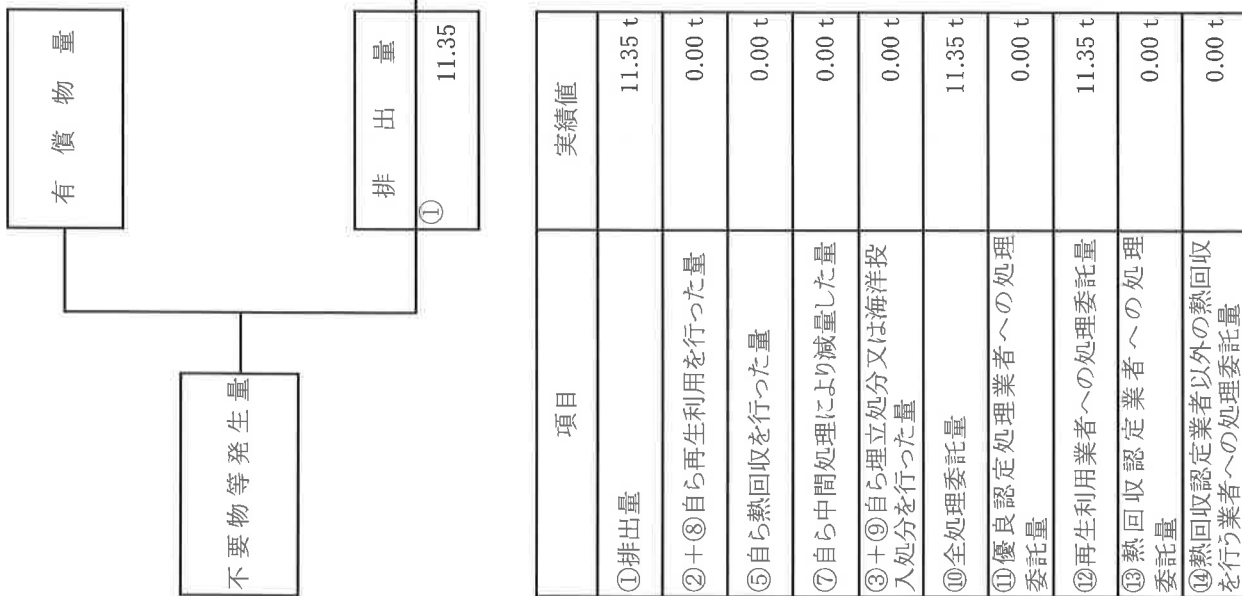 有償物量
不要物等発生量
排出量
①
11.35
項目
実績値
①排出量
11.35 t
②+⑧自ら再生利用を行った量
0.00 t
⑤自ら熱回収を行った量
0.00 t
⑦自ら中間処理により減量した量
0.00 t
③+⑨自ら埋立処分又は海洋投
入処分を行った量
0.00 t
⑩全処理委託量
11.35 t
⑪優良認定処理業者への処理
委託量
0.00 t
⑫再生利用業者への処理委託量
11.35 t
⑬熱回収認定業者への処理
委託量
0.00 t
⑭熱回収認定業者以外の熱回収
を行う業者への処理委託量
0.00 t